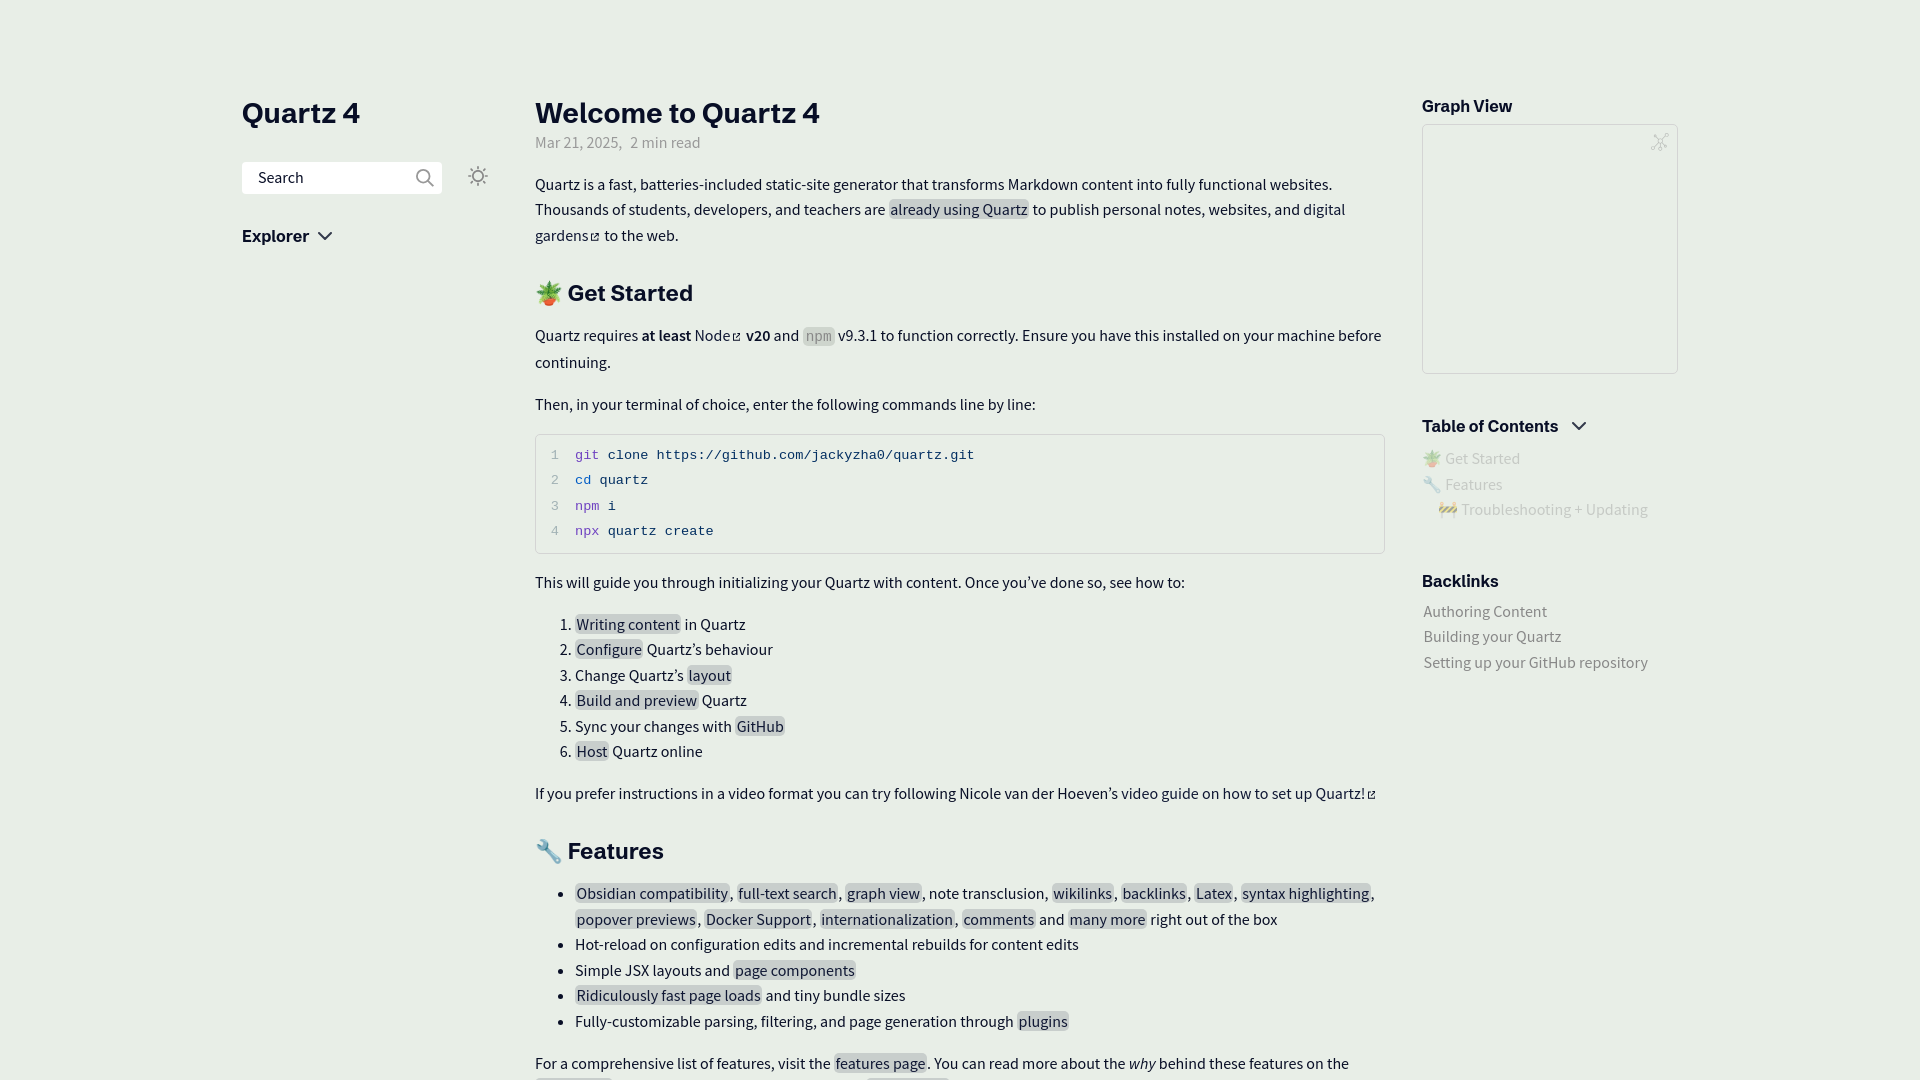 Quartz 4
Search
Explorer
Welcome to Quartz 4
Mar 21, 2025, 2 min read
Quartz is a fast, batteries-included static-site generator that transforms Markdown content into fully functional websites.
Thousands of students, developers, and teachers are already using Quartz to publish personal notes, websites, and digital
gardens to the web.
🪴 Get Started
Quartz requires at least Node v20 and npm v9.3.1 to function correctly. Ensure you have this installed on your machine before
continuing.
Then, in your terminal of choice, enter the following commands line by line:
1 git clone https://github.com/jackyzha0/quartz.git
2 cd quartz
3 npm i
4 npx quartz create
This will guide you through initializing your Quartz with content. Once you’ve done so, see how to:
1. Writing content in Quartz
2. Configure Quartz’s behaviour
3. Change Quartz’s layout
4. Build and preview Quartz
5. Sync your changes with GitHub
6. Host Quartz online
If you prefer instructions in a video format you can try following Nicole van der Hoeven’s video guide on how to set up Quartz!
🔧 Features
• Obsidian compatibility, full-text search, graph view, note transclusion, wikilinks, backlinks, Latex, syntax highlighting,
popover previews, Docker Support, internationalization, comments and many more right out of the box
• Hot-reload on configuration edits and incremental rebuilds for content edits
• Simple JSX layouts and page components
• Ridiculously fast page loads and tiny bundle sizes
• Fully-customizable parsing, filtering, and page generation through plugins
For a comprehensive list of features, visit the features page. You can read more about the why behind these features on the
Graph View
Table of Contents
🪴 Get Started
🔧 Features
🚧 Troubleshooting + Updating
Backlinks
Authoring Content
Building your Quartz
Setting up your GitHub repository